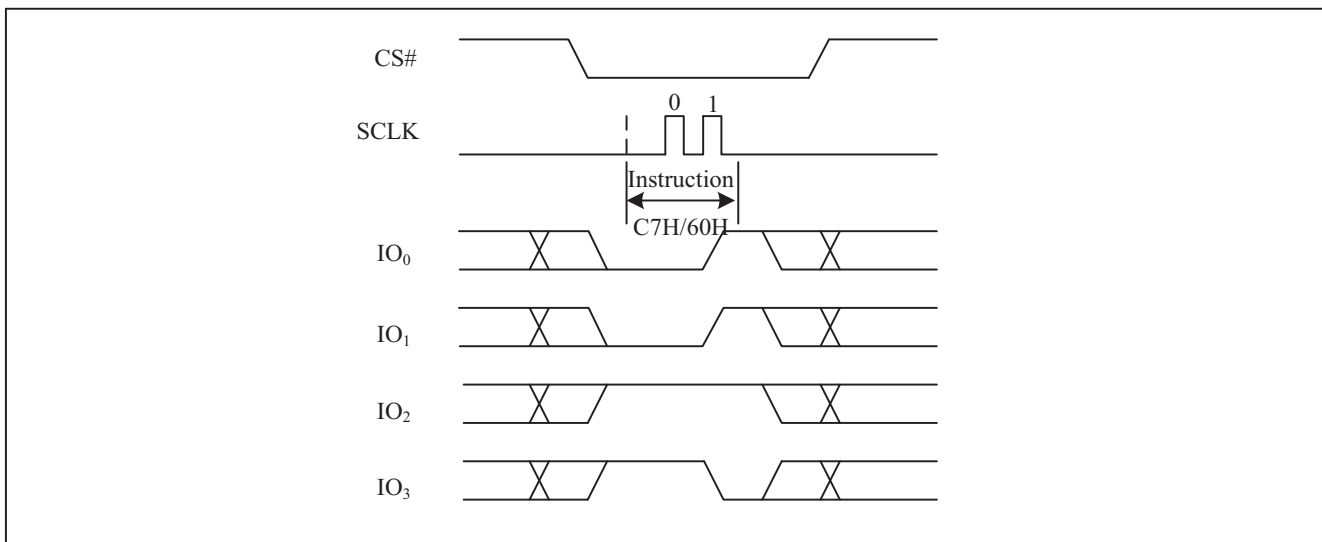 CS#
0 1
SCLK
Instruction
C7H/60H
IO0
IO1
IO2
IO3